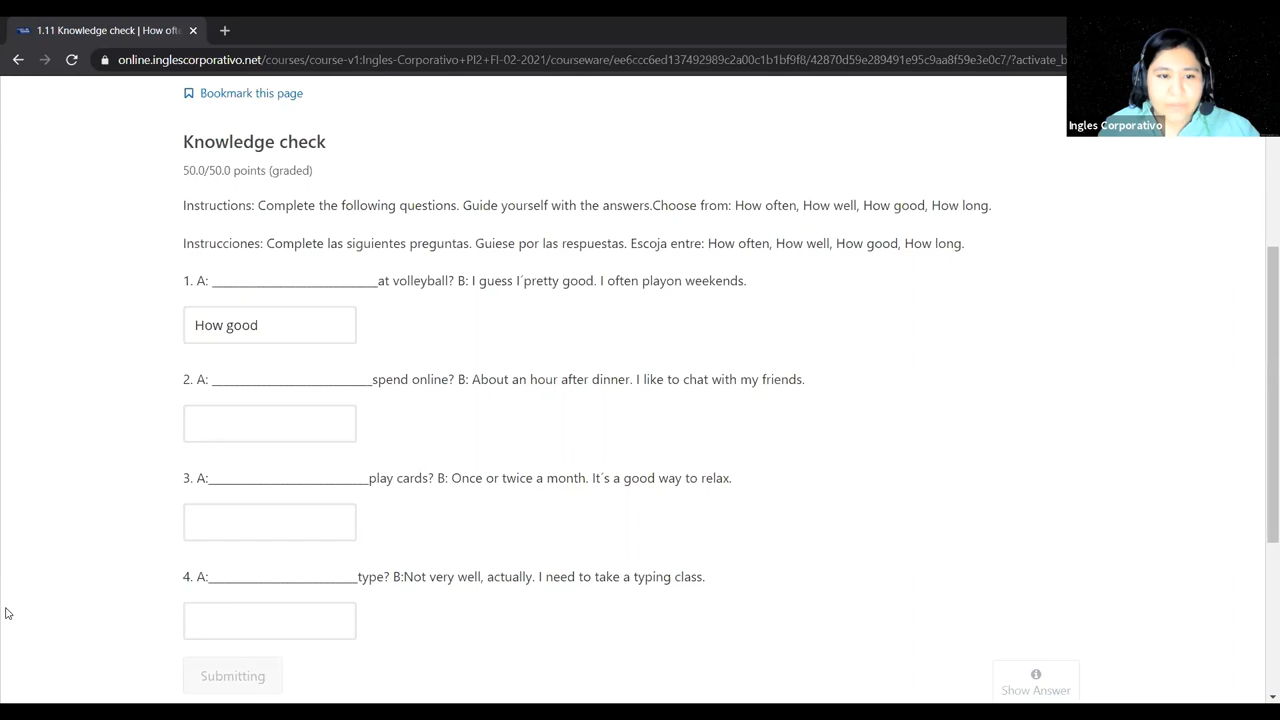 1.11 Knowledge check | How oft
online.inglescorporativo.net/courses/course-v1:Ingles-Corporativo+PI2+FI-02-2021/courseware/ee6ccc6ed137492989c2a00c1b1bf9f8/42870d59e289491e95c9aa8f59e3e0c7/?activate_b
Ingles Corporativo
Bookmark this page
Knowledge check
50.0/50.0 points (graded)
Instructions: Complete the following questions. Guide yourself with the answers.Choose from: How often, How well, How good, How long.
Instrucciones: Complete las siguientes preguntas. Guiese por las respuestas. Escoja entre: How often, How well, How good, How long.
1. A: ______________________at volleyball? B: I guess I´pretty good. I often playon weekends.
How good
2. A: _____________________spend online? B: About an hour after dinner. I like to chat with my friends.
3. A:_____________________play cards? B: Once or twice a month. It´s a good way to relax.
4. A:____________________type? B:Not very well, actually. I need to take a typing class.
Submitting
Show Answer